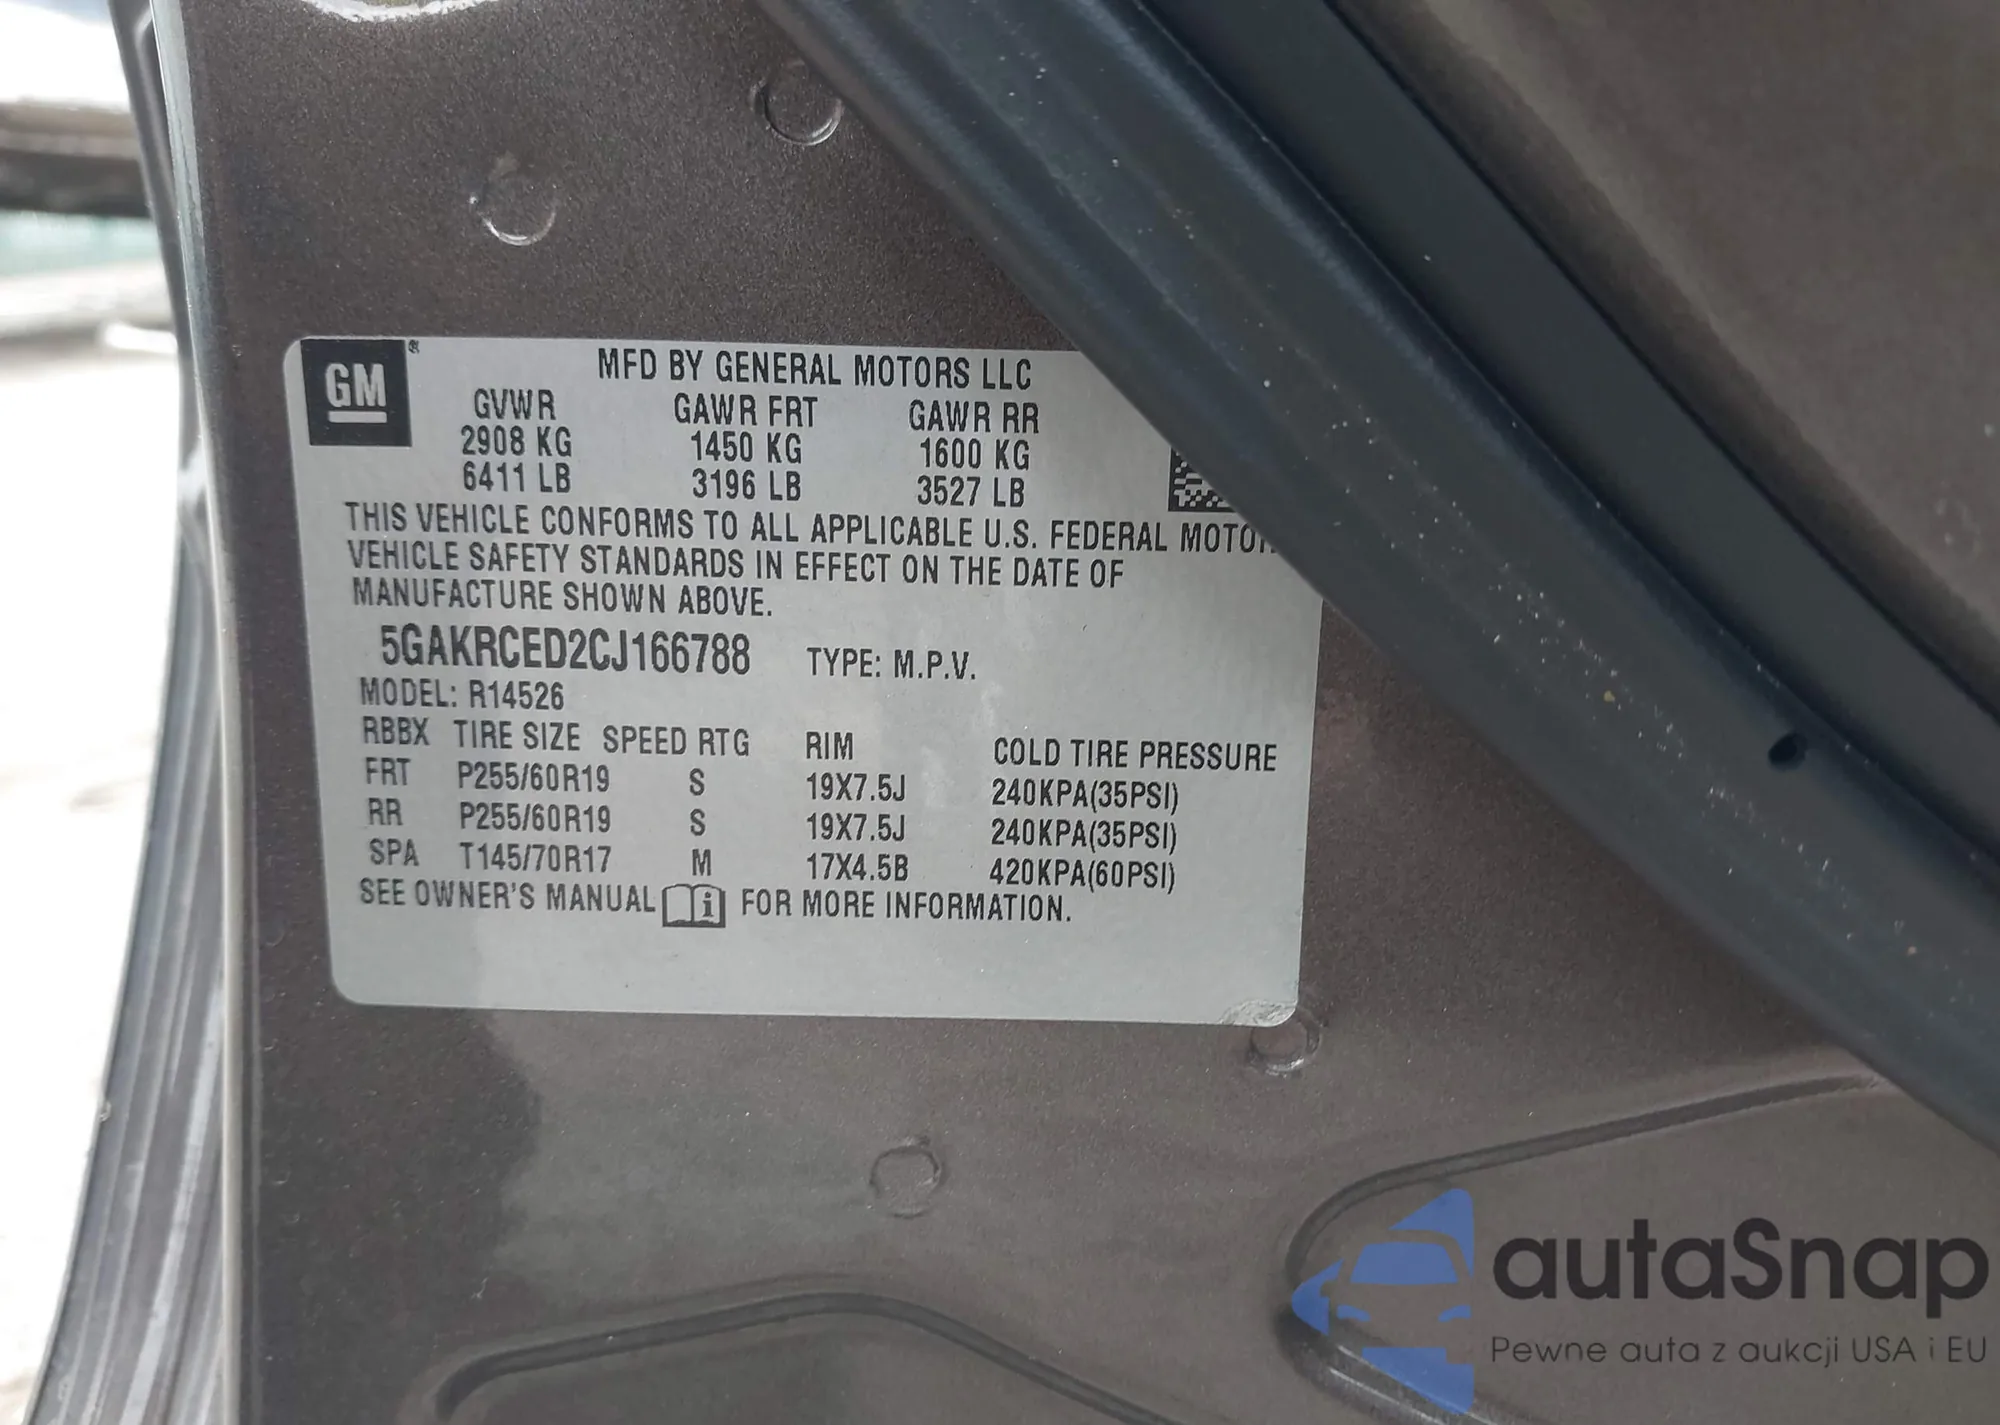 GM ®
MFD BY GENERAL MOTORS LLC
GVWR GAWR FRT GAWR RR
2908 KG 1450 KG 1600 KG
6411 LB 3196 LB 3527 LB
THIS VEHICLE CONFORMS TO ALL APPLICABLE U.S. FEDERAL MOTOR
VEHICLE SAFETY STANDARDS IN EFFECT ON THE DATE OF
MANUFACTURE SHOWN ABOVE.
5GAKRCED2CJ166788 TYPE: M.P.V.
MODEL: R14526
RBBX TIRE SIZE SPEED RTG RIM COLD TIRE PRESSURE
FRT P255/60R19 S 19X7.5J 240KPA(35PSI)
RR P255/60R19 S 19X7.5J 240KPA(35PSI)
SPA T145/70R17 M 17X4.5B 420KPA(60PSI)
SEE OWNER'S MANUAL i FOR MORE INFORMATION.
autaSnap
Pewne auta z aukcji USA i EU